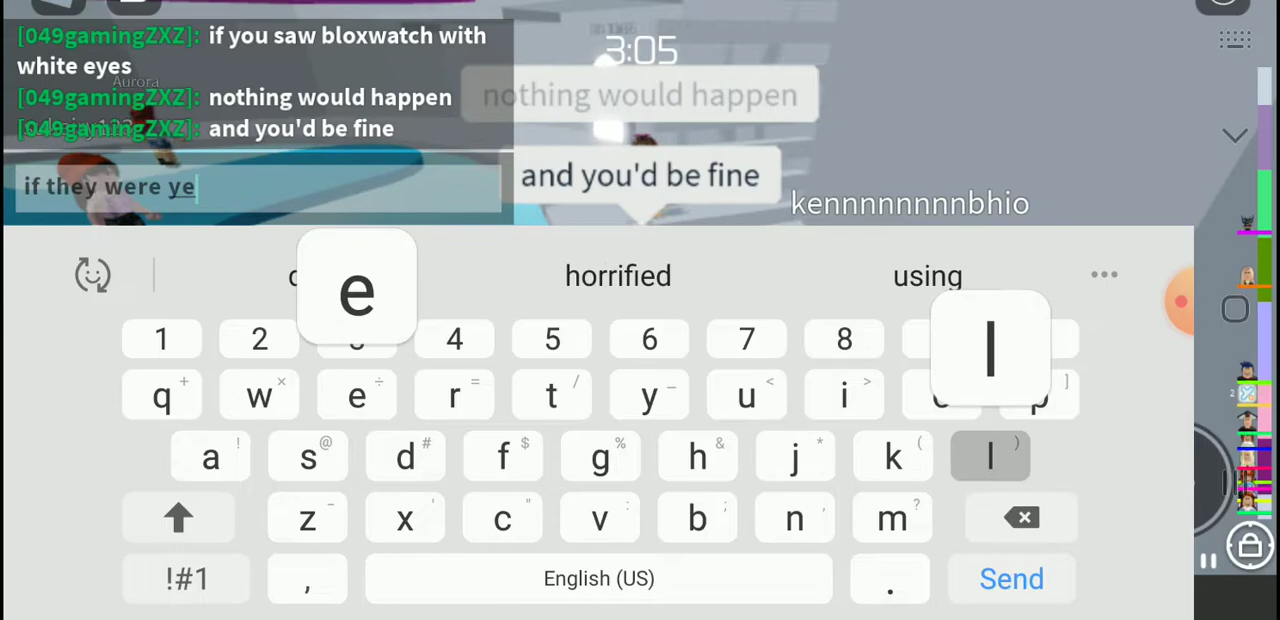 [049gamingZXZ]: if you saw bloxwatch with
white eyes
Aurora
[049gamingZXZ]: nothing would happen
[049gamingZXZ]: and you'd be fine
if they were ye
3:05
nothing would happen
and you'd be fine
kennnnnnnnbhio
horrified
using
•••
e
l
1 2 4 5 6 7 8
q + w × e ÷ r = t / y _ u < i > p ]
a ! s @ d # f $ g % h & j * k ( l )
z - x ' c " v : b ; n , m ?
!#1 , English (US) . Send
2